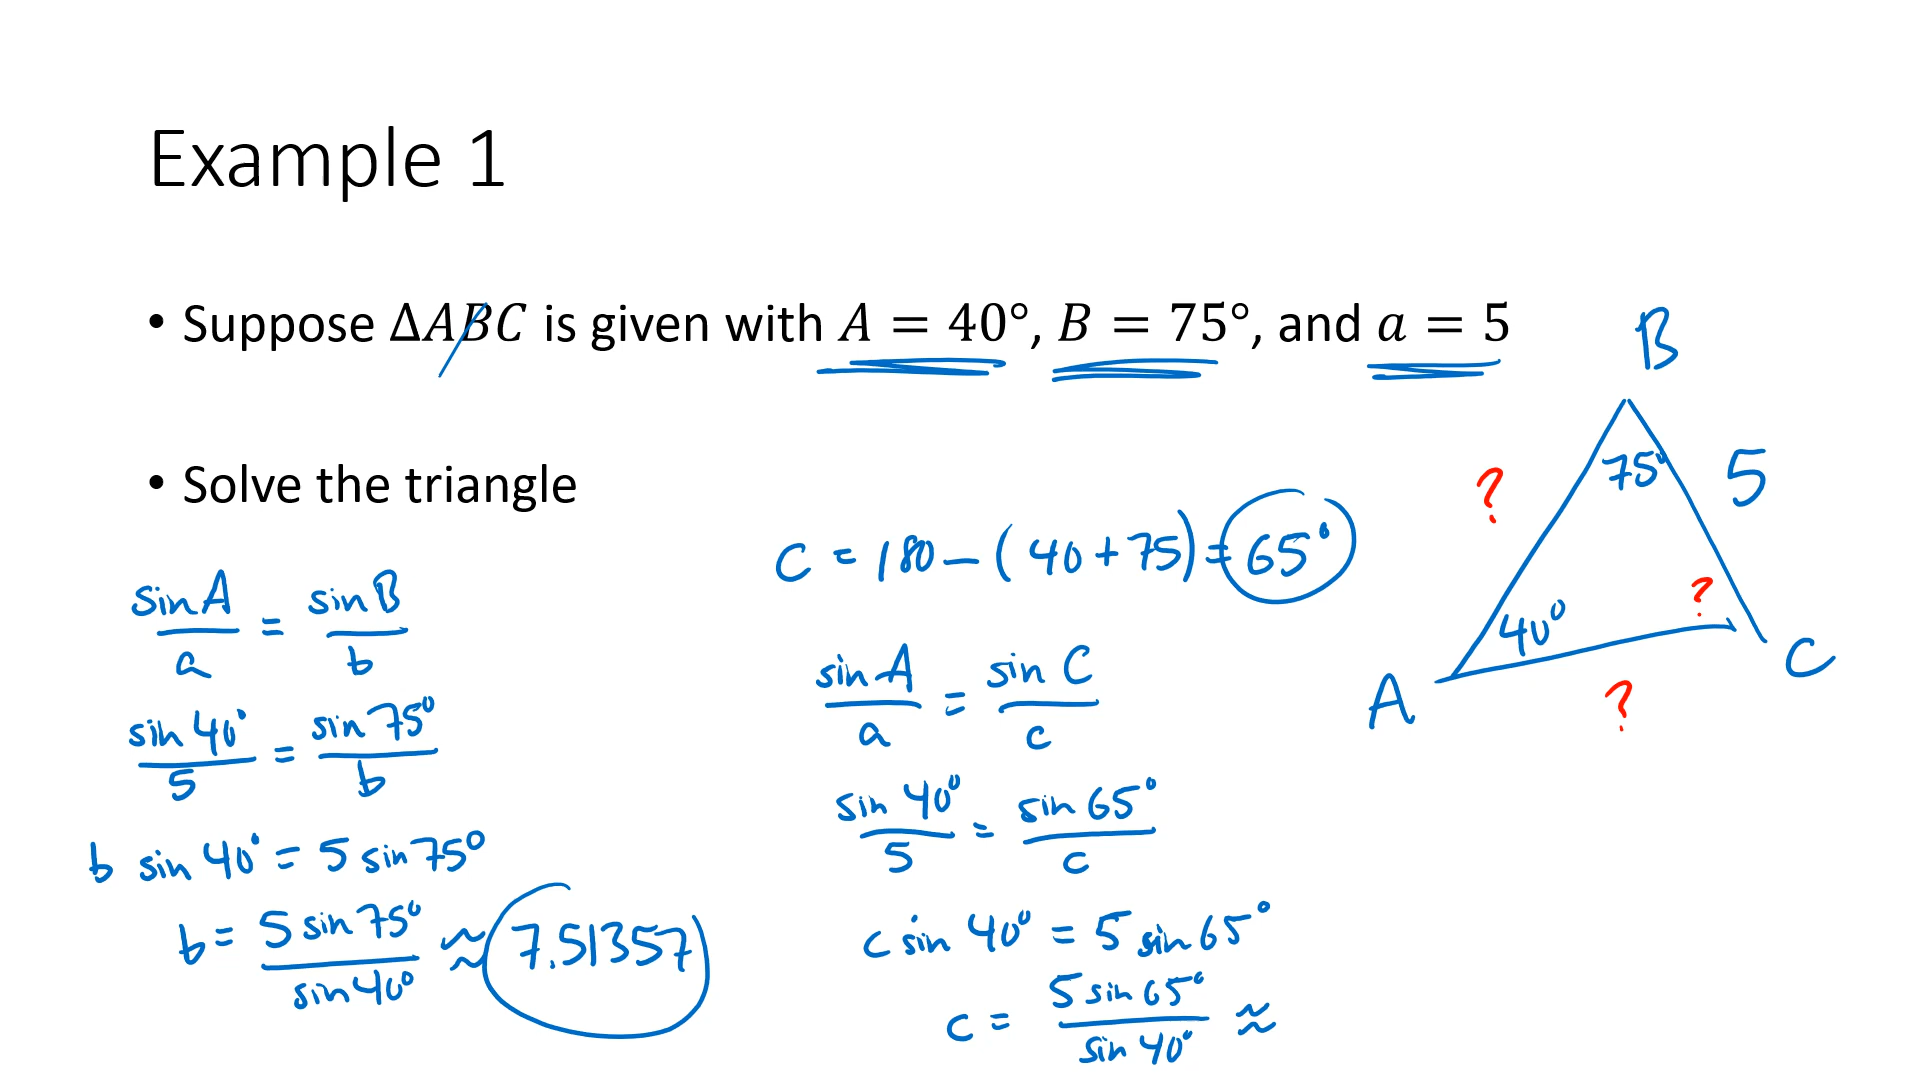 Example 1
• Suppose ΔABC is given with A = 40°, B = 75°, and a = 5
• Solve the triangle
C = 180 - (40 + 75) = 65°
sin A / a = sin B / b
sin 40° / 5 = sin 75° / b
b sin 40° = 5 sin 75°
b = 5 sin 75° / sin 40° ≈ 7.51357
sin A / a = sin C / c
sin 40° / 5 = sin 65° / c
c sin 40° = 5 sin 65°
c = 5 sin 65° / sin 40° ≈
B
75°
5
?
40°
?
A
C
?